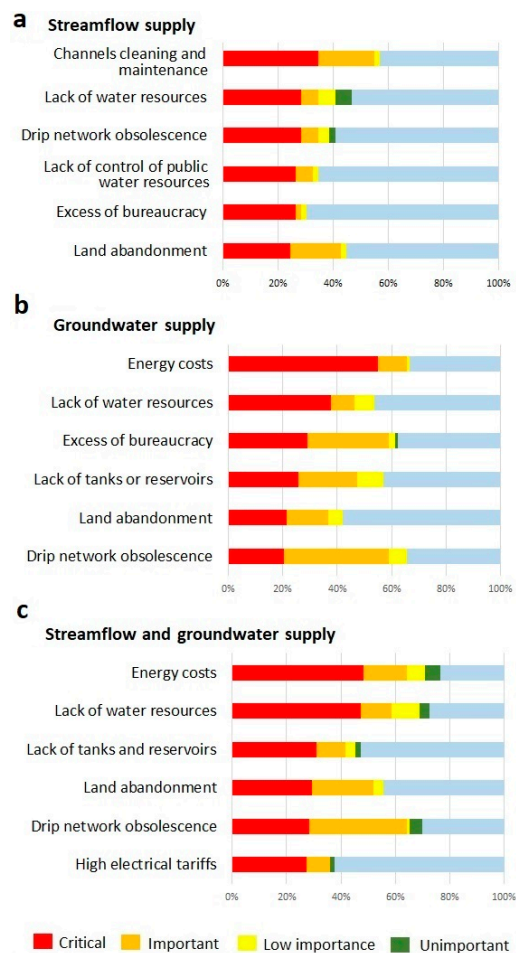 a
Streamflow supply
Channels cleaning and
maintenance
Lack of water resources
Drip network obsolescence
Lack of control of public
water resources
Excess of bureaucracy
Land abandonment
0% 20% 40% 60% 80% 100%
b
Groundwater supply
Energy costs
Lack of water resources
Excess of bureaucracy
Lack of tanks or reservoirs
Land abandonment
Drip network obsolescence
0% 20% 40% 60% 80% 100%
c
Streamflow and groundwater supply
Energy costs
Lack of water resources
Lack of tanks and reservoirs
Land abandonment
Drip network obsolescence
High electrical tariffs
0% 20% 40% 60% 80% 100%
Critical Important Low importance Unimportant